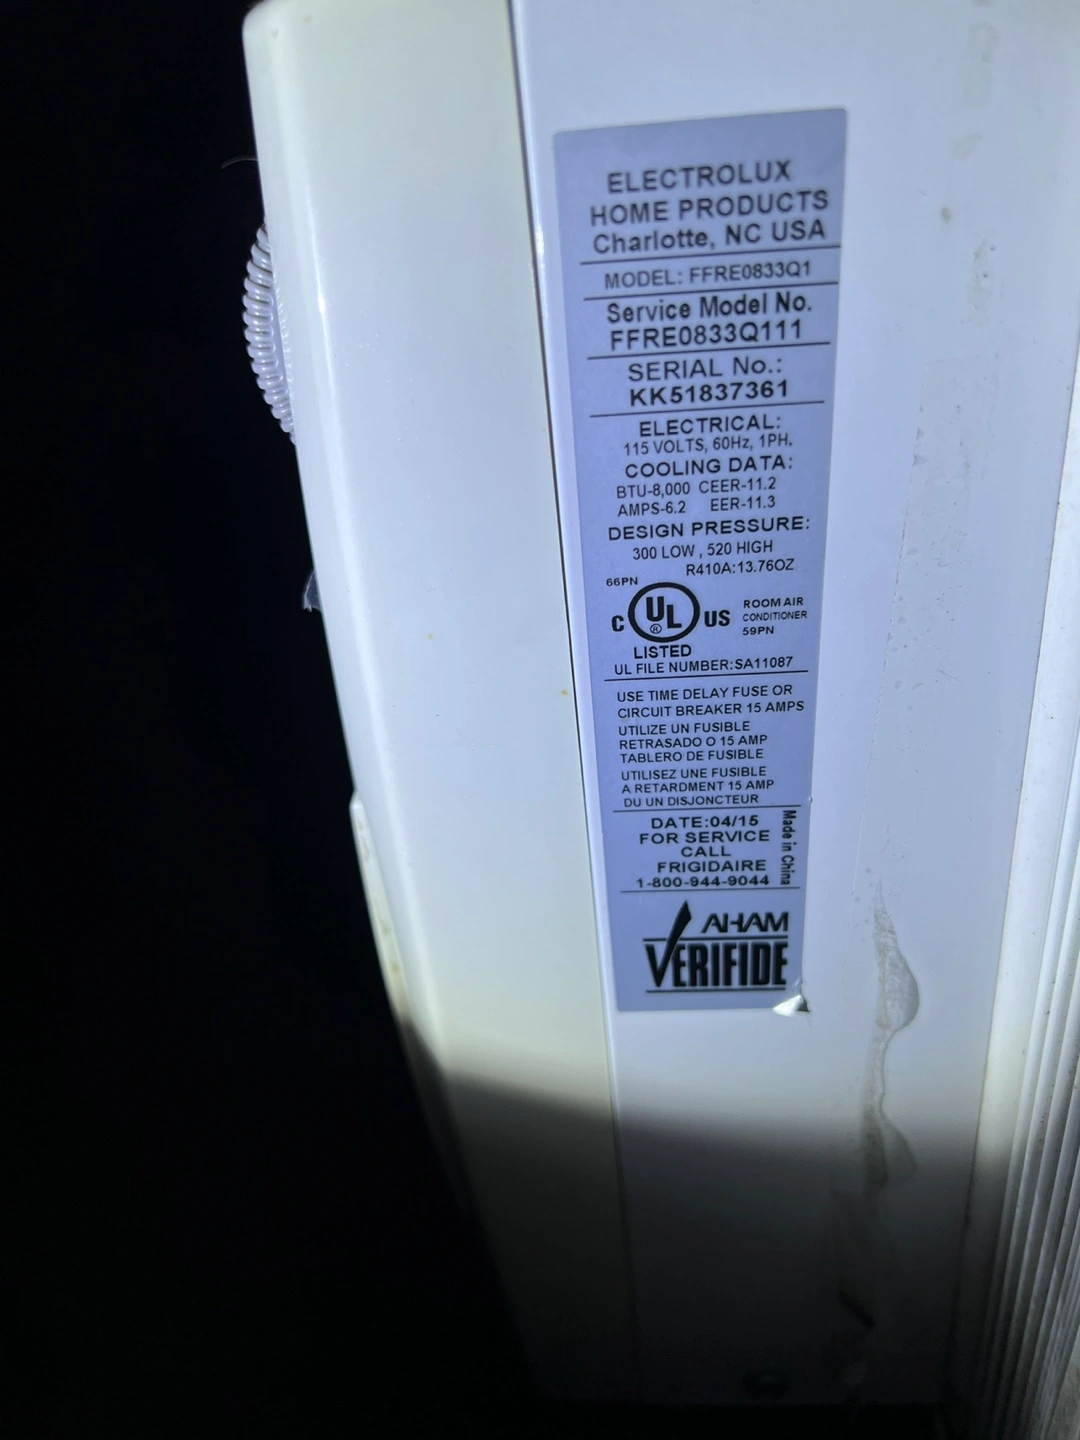 ELECTROLUX
HOME PRODUCTS
Charlotte, NC USA
MODEL: FFRE0833Q1
Service Model No.
FFRE0833Q111
SERIAL No.:
KK51837361
ELECTRICAL:
115 VOLTS, 60Hz, 1PH.
COOLING DATA:
BTU-8,000 CEER-11.2
AMPS-6.2 EER-11.3
DESIGN PRESSURE:
300 LOW , 520 HIGH
R410A:13.76OZ
66PN
C UL ® US
LISTED
ROOM AIR
CONDITIONER
59PN
UL FILE NUMBER:SA11087
USE TIME DELAY FUSE OR
CIRCUIT BREAKER 15 AMPS
UTILIZE UN FUSIBLE
RETRASADO O 15 AMP
TABLERO DE FUSIBLE
UTILISEZ UNE FUSIBLE
A RETARDMENT 15 AMP
DU UN DISJONCTEUR
DATE:04/15
FOR SERVICE
CALL
FRIGIDAIRE
1-800-944-9044
Made in China
AHAM
VERIFIDE